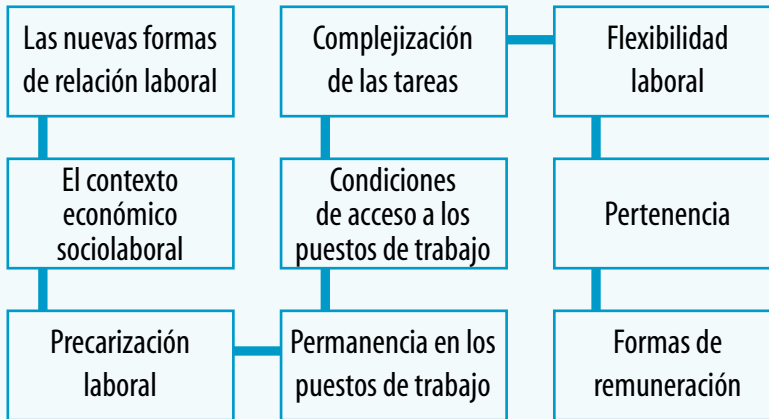 Las nuevas formas
de relación laboral
El contexto
económico
sociolaboral
Precarización
laboral
Permanencia en los
puestos de trabajo
Condiciones
de acceso a los
puestos de trabajo
Complejización
de las tareas
Flexibilidad
laboral
Pertenencia
Formas de
remuneración